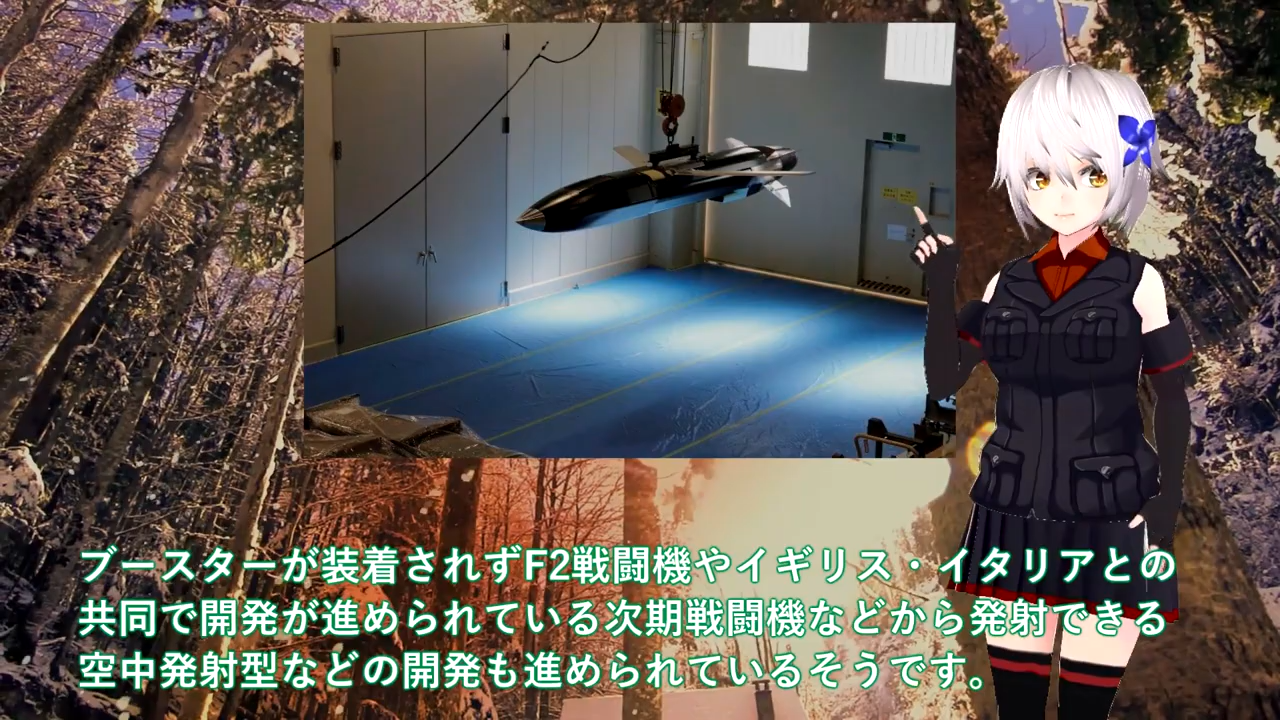 ブースターが装着されずF2戦闘機やイギリス・イタリアとの
共同で開発が進められている次期戦闘機などから発射できる
空中発射型などの開発も進められているそうです。